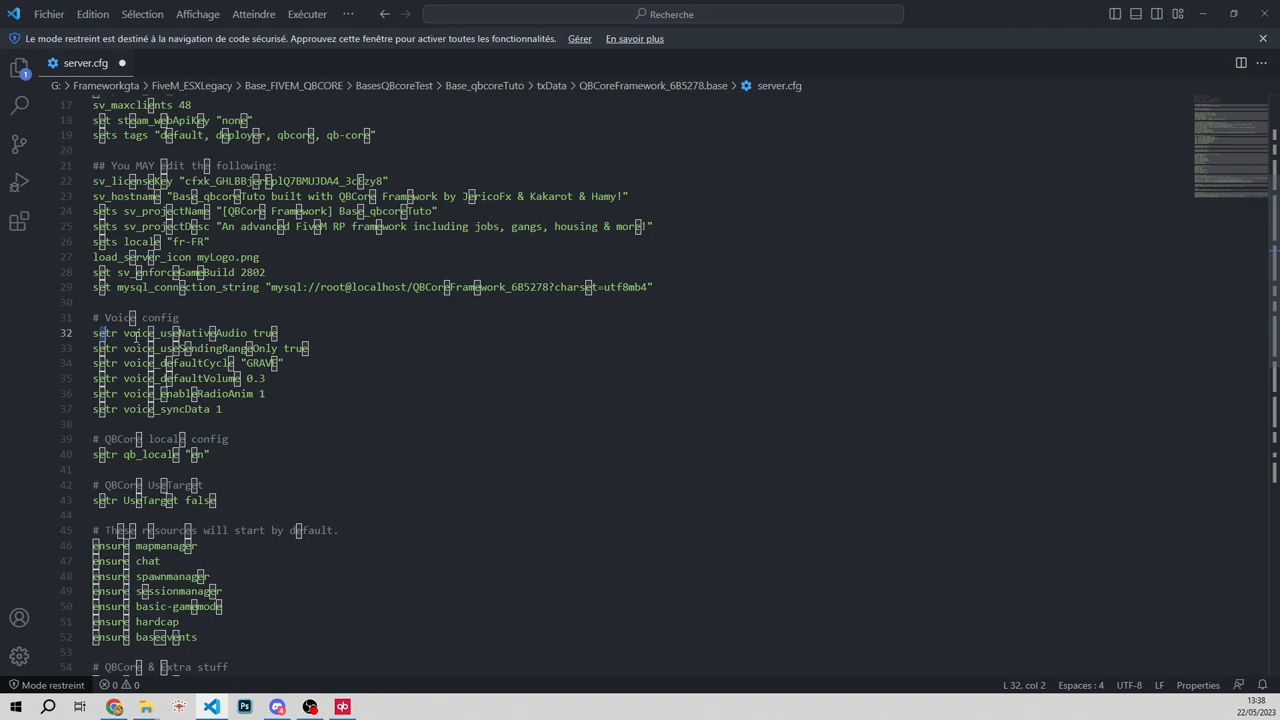 Fichier Edition Sélection Affichage Atteindre Exécuter ··· Recherche
Le mode restreint est destiné à la navigation de code sécurisé. Approuvez cette fenêtre pour activer toutes les fonctionnalités. Gérer En savoir plus
server.cfg
G: > Frameworkgta > FiveM_ESXLegacy > Base_FIVEM_QBCORE > BasesQBcoreTest > Base_qbcoreTuto > txData > QBCoreFramework_6B5278.base > server.cfg
17 sv_maxclients 48
18 set steam_webApiKey "none"
19 sets tags "default, deployer, qbcore, qb-core"
20
21 ## You MAY edit the following:
22 sv_licenseKey
23 sv_hostname "Base_qbcoreTuto built with QBCore Framework by JericoFX & Kakarot & Hamy!"
24 sets sv_projectName "[QBCore Framework] Base_qbcoreTuto"
25 sets sv_projectDesc "An advanced FiveM RP framework including jobs, gangs, housing & more!"
26 sets locale "fr-FR"
27 load_server_icon myLogo.png
28 set sv_enforceGameBuild 2802
29 set mysql_connection_string "mysql://root@localhost/QBCoreFramework_6B5278?charset=utf8mb4"
30
31 # Voice config
32 setr voice_useNativeAudio true
33 setr voice_useSendingRangeOnly true
34 setr voice_defaultCycle "GRAVE"
35 setr voice_defaultVolume 0.3
36 setr voice_enableRadioAnim 1
37 setr voice_syncData 1
38
39 # QBCore locale config
40 setr qb_locale "en"
41
42 # QBCore UseTarget
43 setr UseTarget false
44
45 # These resources will start by default.
46 ensure mapmanager
47 ensure chat
48 ensure spawnmanager
49 ensure sessionmanager
50 ensure basic-gamemode
51 ensure hardcap
52 ensure baseevents
53
54 # QBCore & Extra stuff
Mode restreint 0 0 L 32, col 2 Espaces : 4 UTF-8 LF Properties
13:38
22/05/2023